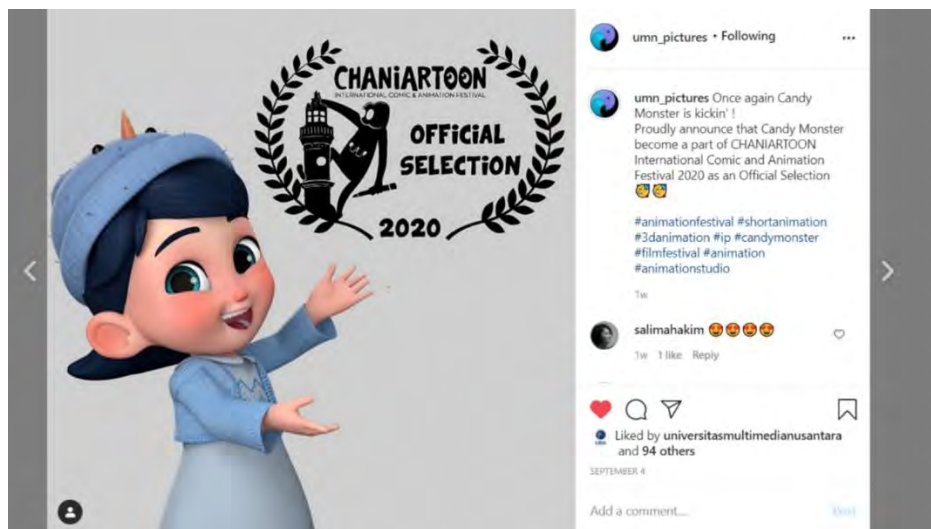 CHANiARTOON
INTERNATIONAL COMIC & ANIMATION FESTIVAL
OFFiCiAL
SELECTiON
2020
umn_pictures • Following
umn_pictures Once again Candy
Monster is kickin' !
Proudly announce that Candy Monster
become a part of CHANIARTOON
International Comic and Animation
Festival 2020 as an Official Selection
#animationfestival #shortanimation
#3danimation #ip #candymonster
#filmfestival #animation
#animationstudio
1w
salimahakim
1w 1 like Reply
Liked by universitasmultimedianusantara
and 94 others
SEPTEMBER 4
Add a comment...
Post